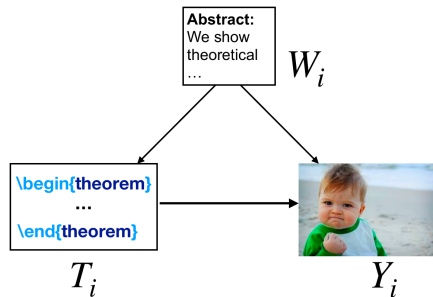 Abstract:
We show
theoretical
...
W_i
\begin{theorem}
...
\end{theorem}
T_i
Y_i